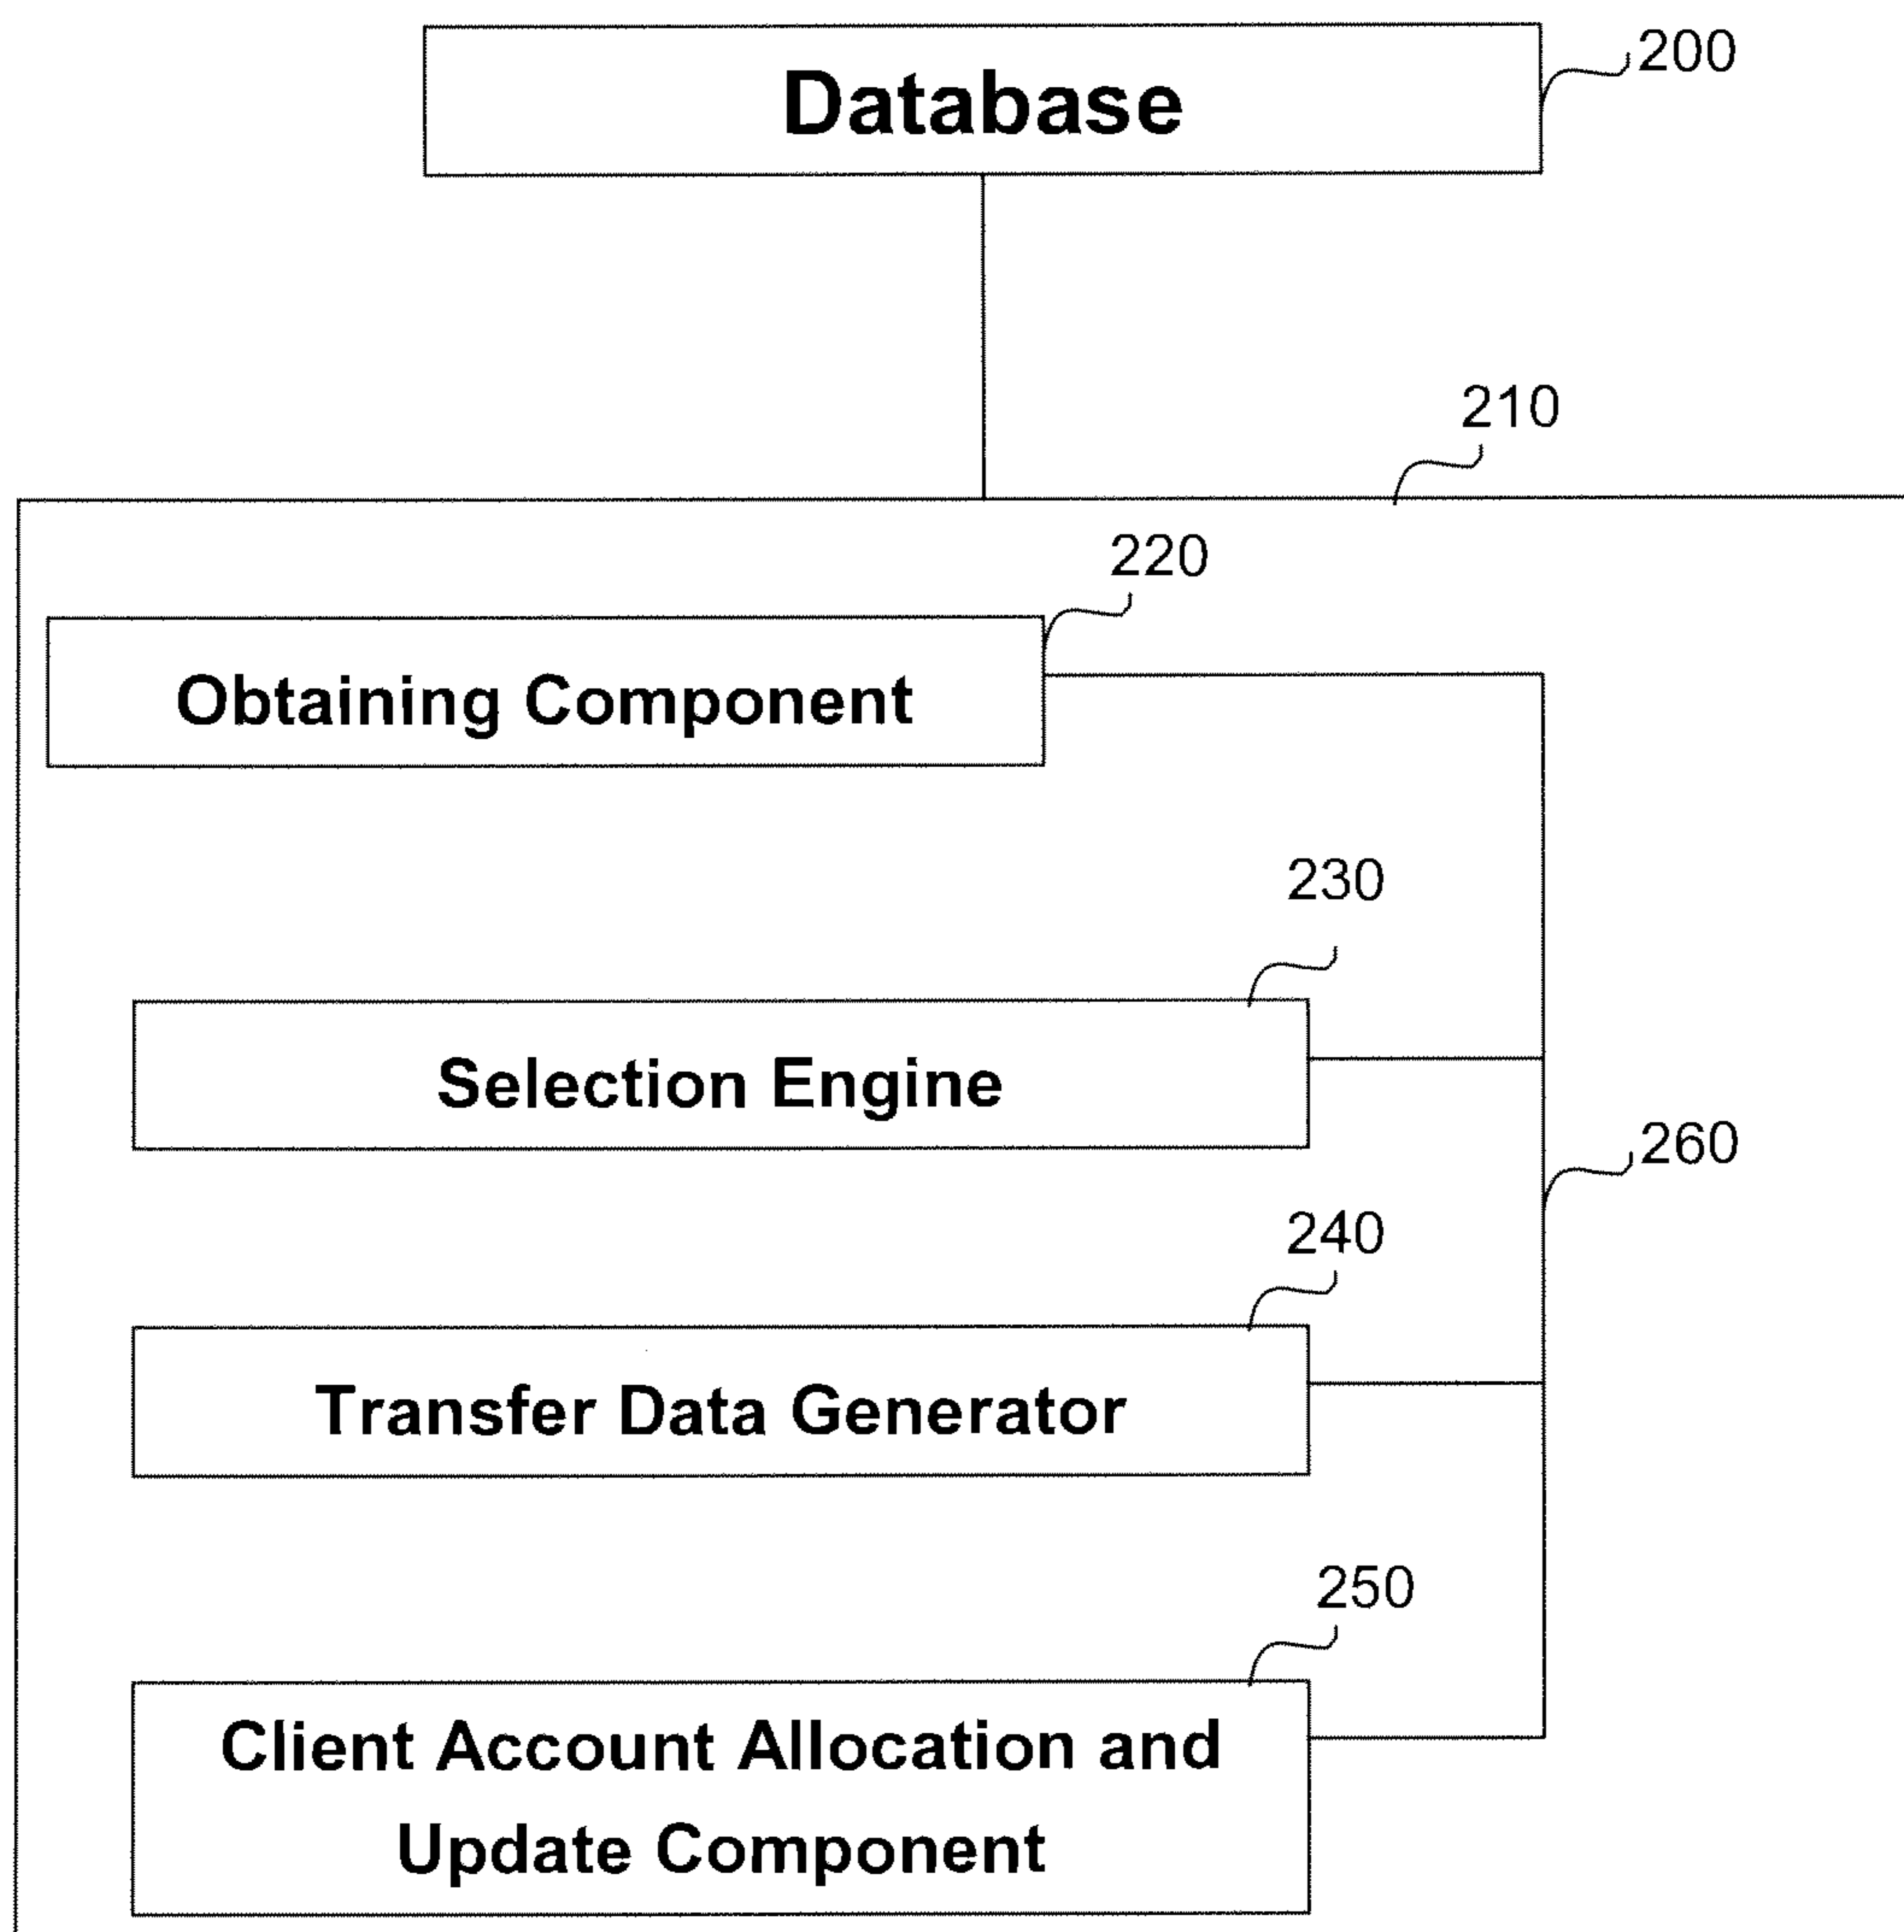 Database
200
210
220
Obtaining Component
230
Selection Engine
260
240
Transfer Data Generator
250
Client Account Allocation and
Update Component